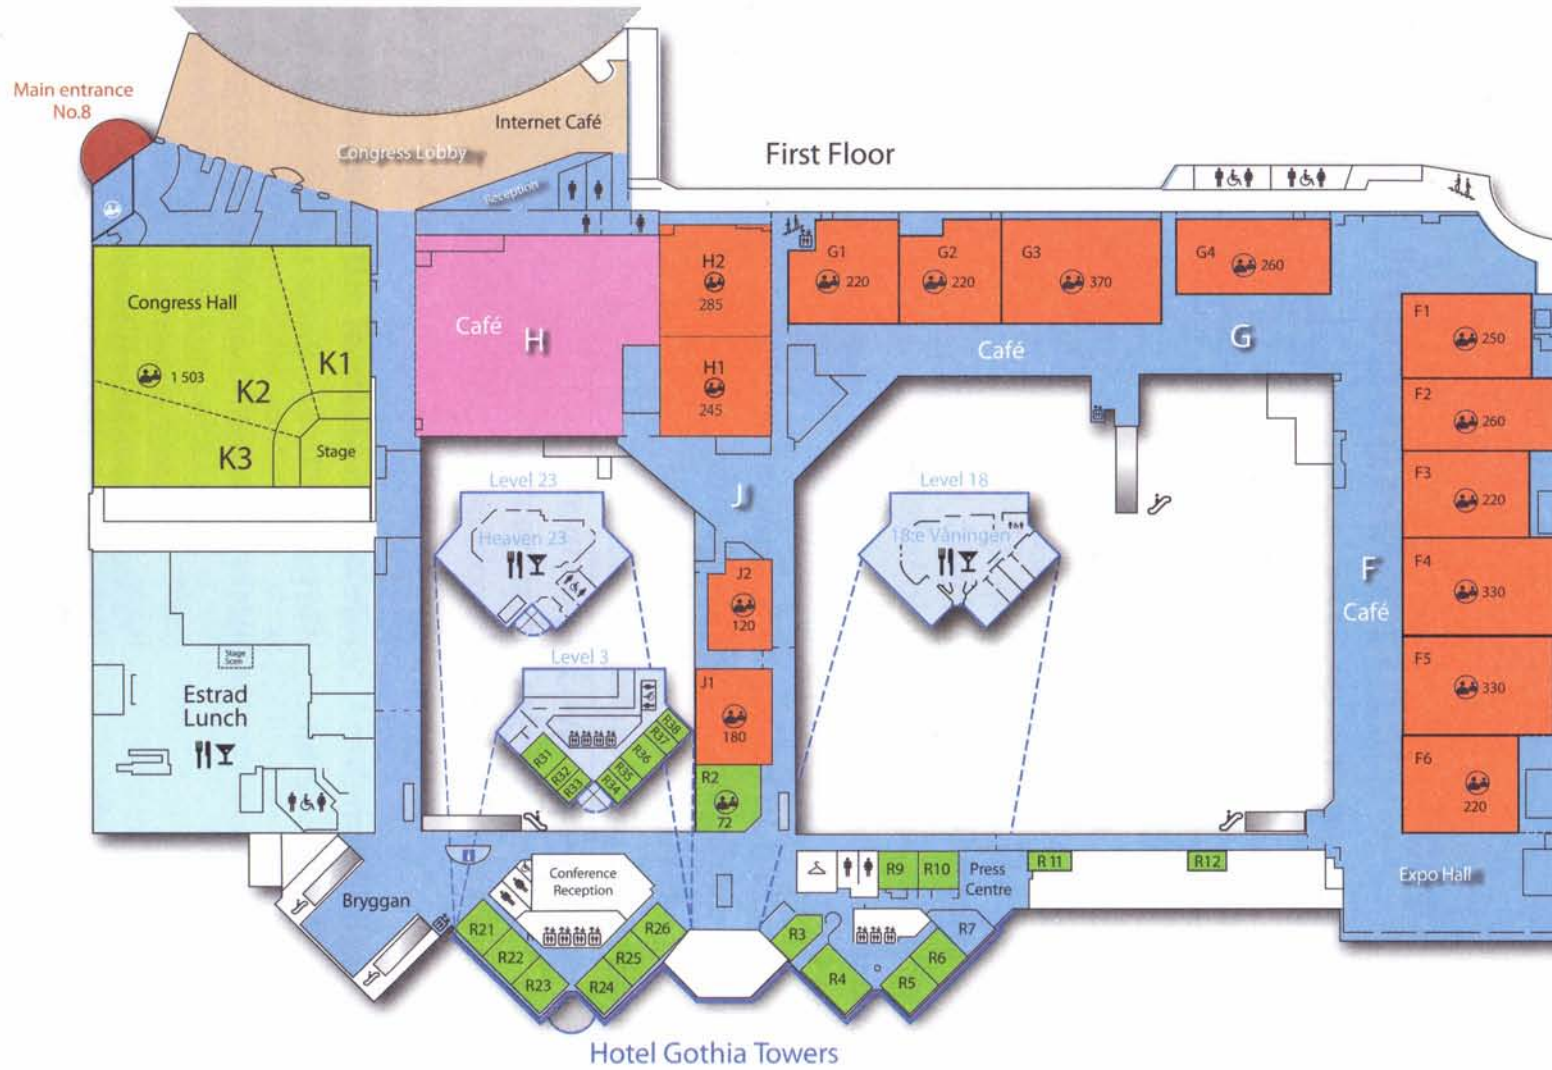 Main entrance
No.8
Internet Café
Congress Lobby
Reception
First Floor
Congress Hall
1 503
K1
K2
K3
Stage
Café
H
H2
285
H1
245
G1
220
G2
220
G3
370
G4
260
Café
G
F1
250
F2
260
F3
220
F4
330
F5
330
F6
220
F
Café
Level 23
Heaven 23
J
Level 18
18:e Våningen
J2
120
Level 3
R31
R32
R33
R34
R35
R36
R37
R38
J1
180
R2
72
Stage
Scen
Estrad
Lunch
Bryggan
Conference
Reception
R9
R10
Press
Centre
R11
R12
Expo Hall
R21
R22
R23
R24
R25
R26
R3
R4
R5
R6
R7
Hotel Gothia Towers